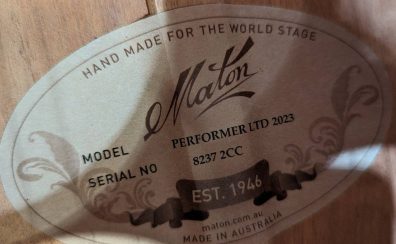 HAND MADE FOR THE WORLD STAGE
Maton
MODEL PERFORMER LTD 2023
SERIAL NO 8237 2CC
EST. 1946
maton.com.au
MADE IN AUSTRALIA